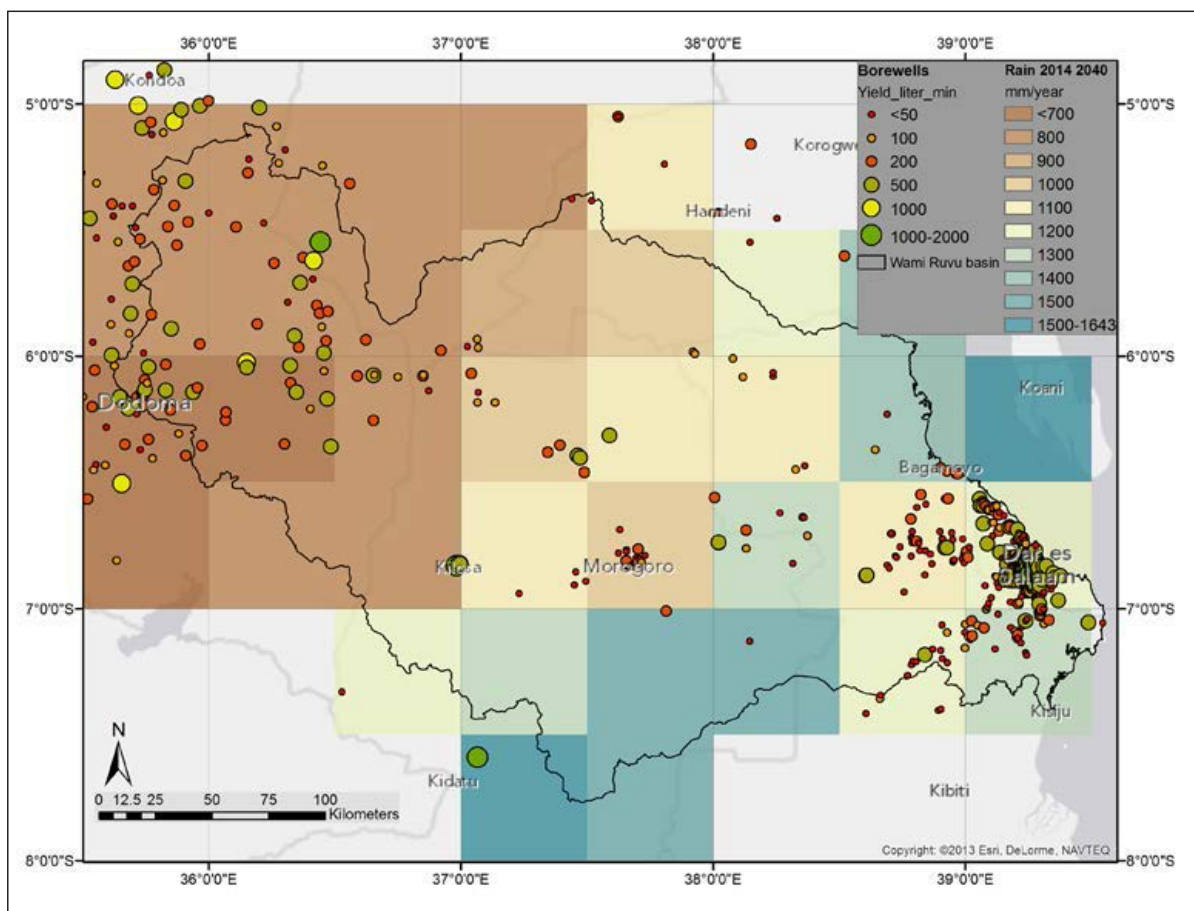 36°0'0"E
37°0'0"E
38°0'0"E
39°0'0"E
Borewells
Yield_liter_min
<50
100
200
500
1000
1000-2000
Wami Ruvu basin
Rain 2014 2040
mm/year
<700
800
900
1000
1100
1200
1300
1400
1500
1500-1643
5°0'0"S
5°0'0"S
Kondoa
Korogwe
Handeni
6°0'0"S
6°0'0"S
Koani
Dodoma
Bagamoyo
Dar es
Salaam
Kilosa
Morogoro
7°0'0"S
7°0'0"S
Kisiju
N
Kidatu
Kibiti
0 12.5 25 50 75 100
Kilometers
Copyright: ©2013 Esri, DeLorme, NAVTEQ
8°0'0"S
8°0'0"S
36°0'0"E
37°0'0"E
38°0'0"E
39°0'0"E